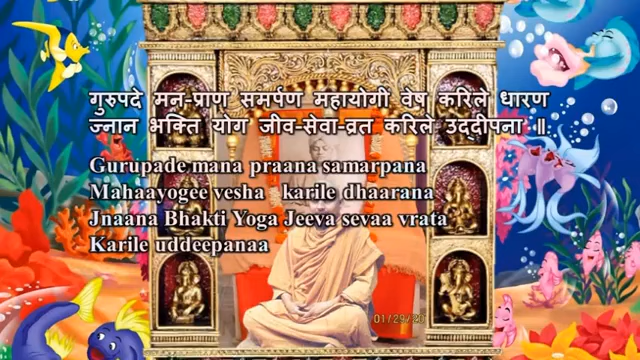 गुरुपदे मन-प्राण समर्पण महायोगी वेष करिले धारण
ज्नान भक्ति योग जीव-सेवा-व्रत करिले उद्दीपना ॥
Gurupade mana praana samarpana
Mahaayogee vesha karile dhaarana
Jnaana Bhakti Yoga Jeeva sevaa vrata
Karile uddeepanaa